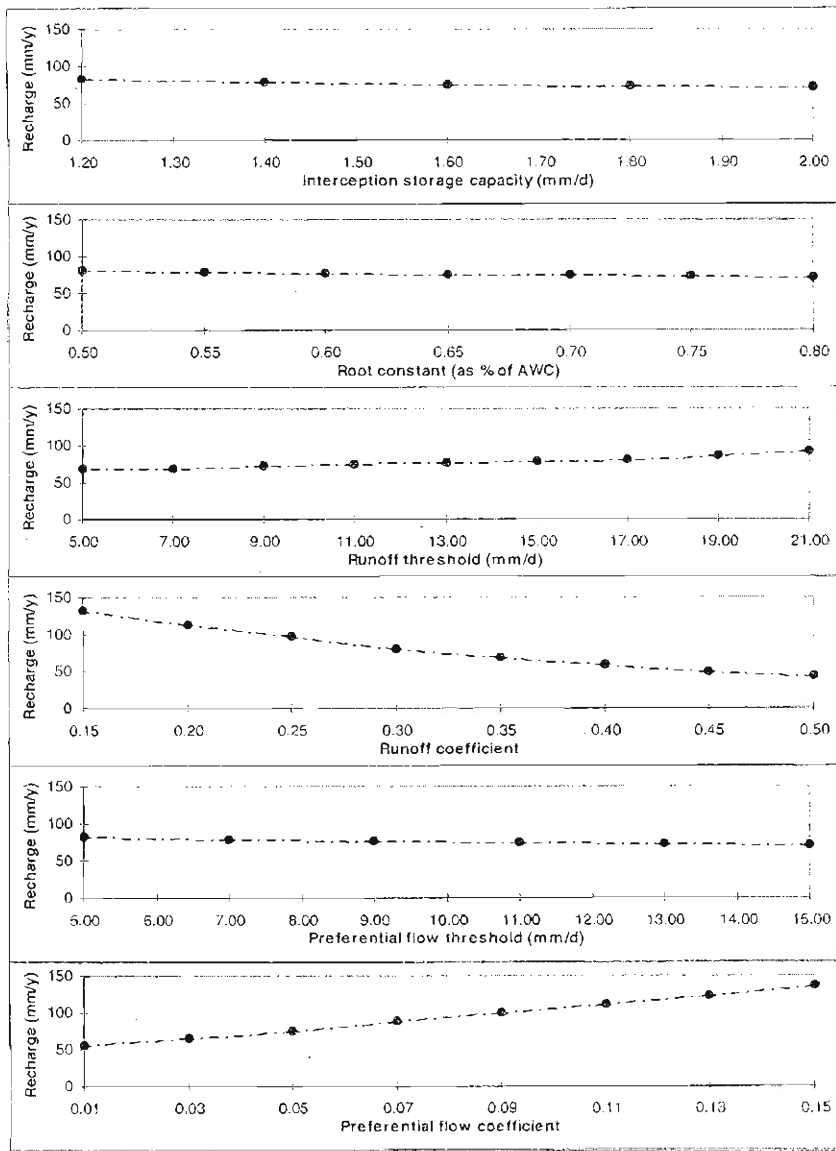 Recharge (mm/y)
150
100
50
0
1.20 1.30 1.40 1.50 1.60 1.70 1.80 1.90 2.00
Interception storage capacity (mm/d)
Recharge (mm/y)
150
100
50
0
0.50 0.55 0.60 0.65 0.70 0.75 0.80
Root constant (as % of AWC)
Recharge (mm/y)
150
100
50
0
5.00 7.00 9.00 11.00 13.00 15.00 17.00 19.00 21.00
Runoff threshold (mm/d)
Recharge (mm/y)
150
100
50
0
0.15 0.20 0.25 0.30 0.35 0.40 0.45 0.50
Runoff coefficient
Recharge (mm/y)
150
100
50
0
5.00 6.00 7.00 8.00 9.00 10.00 11.00 12.00 13.00 14.00 15.00
Preferential flow threshold (mm/d)
Recharge (mm/y)
150
100
50
0
0.01 0.03 0.05 0.07 0.09 0.11 0.13 0.15
Preferential flow coefficient